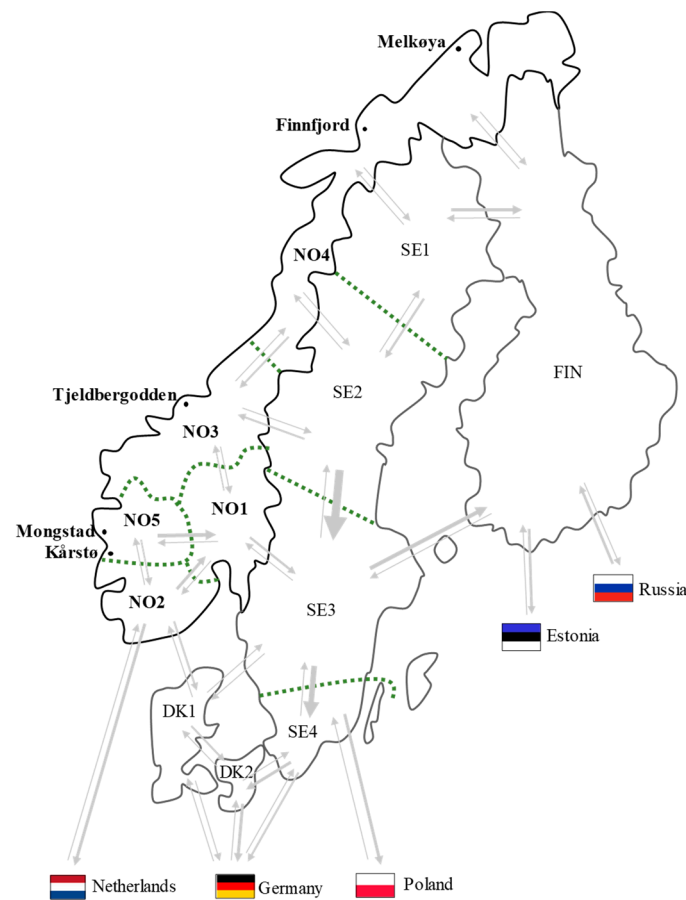 Melkøya
Finnfjord
SE1
NO4
FIN
SE2
Tjeldbergodden
NO3
NO1
NO5
Mongstad
Kårstø
Russia
NO2
SE3
Estonia
DK1
SE4
DK2
Netherlands
Germany
Poland